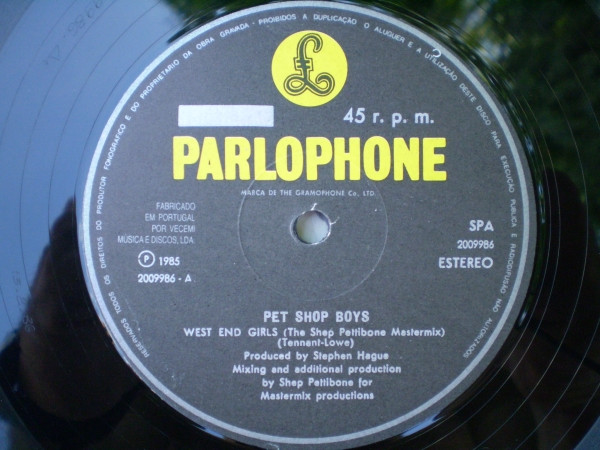 RESERVADOS TODOS OS DIREITOS DO PRODUTOR FONOGRÁFICO E DO PROPRIETÁRIO DA OBRA GRAVADA - PROIBIDOS A DUPLICAÇÃO O ALUGUER E A UTILIZAÇÃO DESTE DISCO PARA EXECUÇÃO PUBLICA E RADIODIFUSÃO NÃO AUTORIZADOS
£
45 r. p. m.
PARLOPHONE
MARCA DE THE GRAMOPHONE Co. LTD.
FABRICADO
EM PORTUGAL
POR VECEMI
MÚSICA E DISCOS, LDA.
Ⓟ 1985
2009986 - A
SPA
2009986
ESTEREO
PET SHOP BOYS
WEST END GIRLS (The Shep Pettibone Mastermix)
(Tennant-Lowe)
Produced by Stephen Hague
Mixing and additional production
by Shep Pettibone for
Mastermix productions